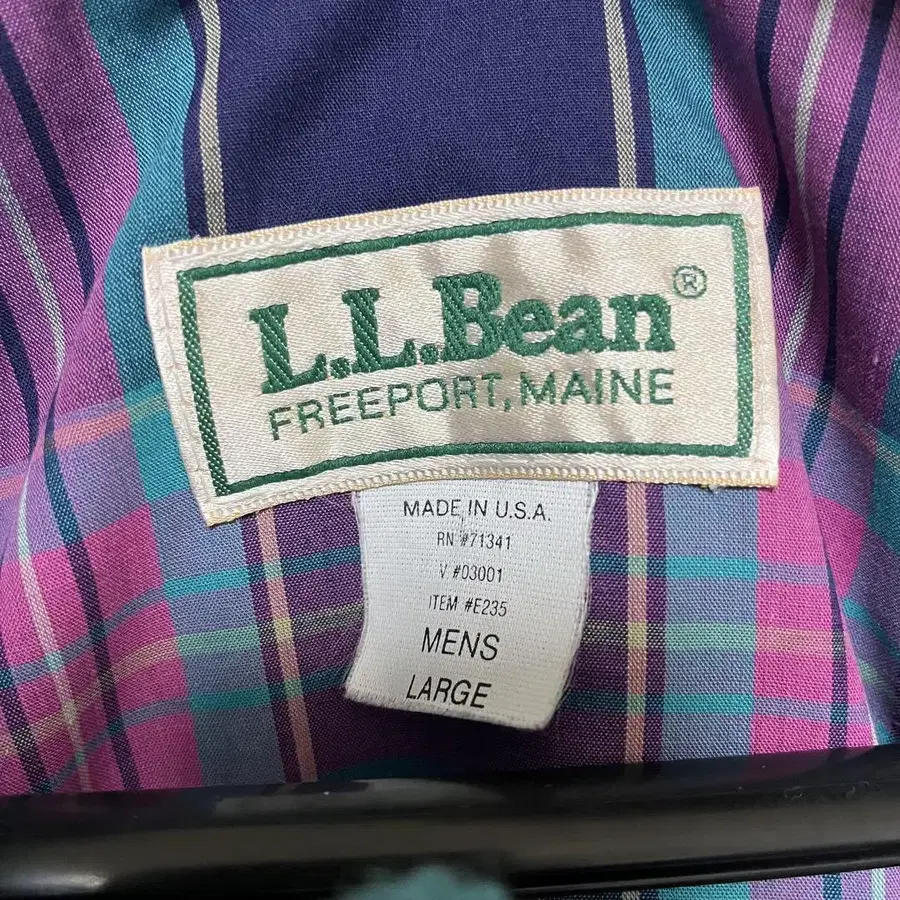 L.L.Bean®
FREEPORT, MAINE
MADE IN U.S.A.
RN #71341
V #03001
ITEM #E235
MENS
LARGE